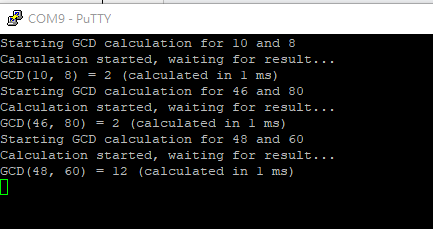 COM9 - PuTTY
Starting GCD calculation for 10 and 8
Calculation started, waiting for result...
GCD(10, 8) = 2 (calculated in 1 ms)
Starting GCD calculation for 46 and 80
Calculation started, waiting for result...
GCD(46, 80) = 2 (calculated in 1 ms)
Starting GCD calculation for 48 and 60
Calculation started, waiting for result...
GCD(48, 60) = 12 (calculated in 1 ms)